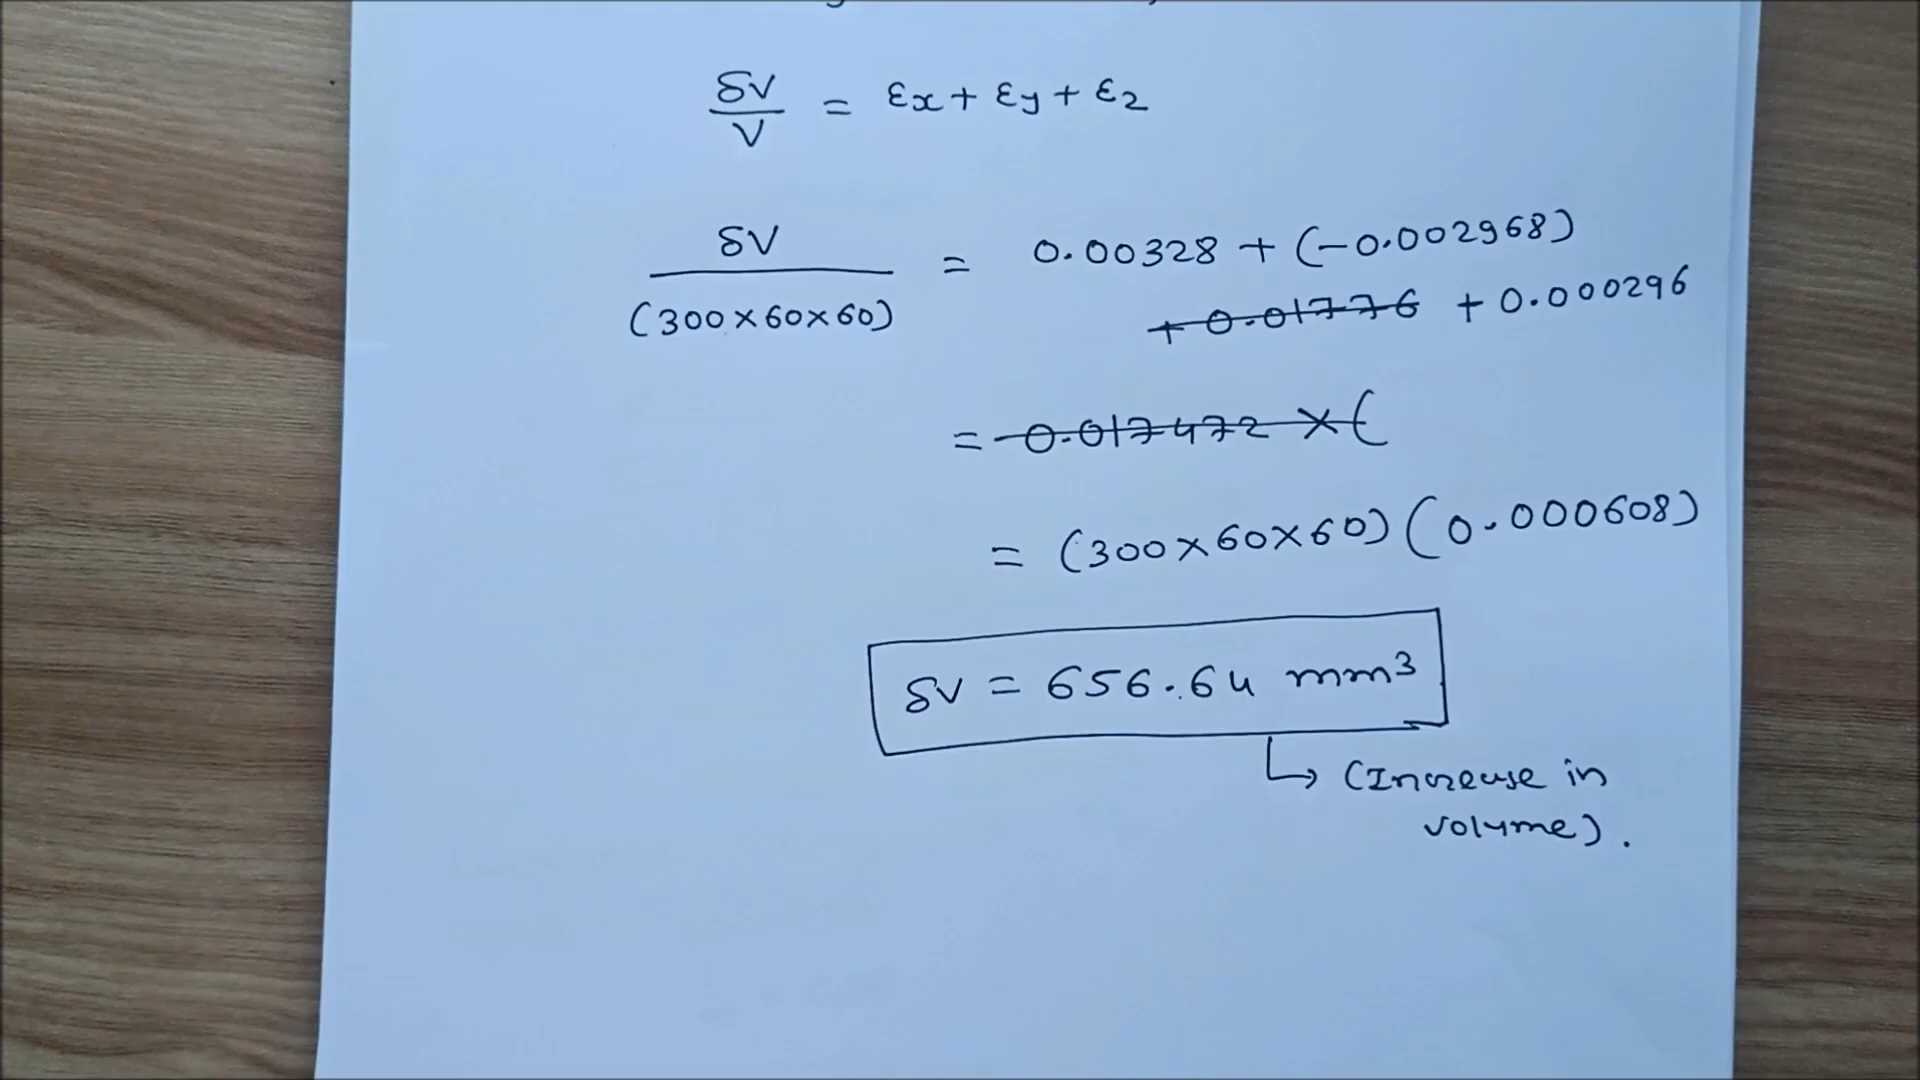 δV/V = εx + εy + εz
δV/(300×60×60) = 0.00328 + (-0.002968)
+ 0.01776 + 0.000296
= 0.017472 × (
= (300×60×60) (0.000608)
δV = 656.64 mm³
↳ (Increase in
volume).